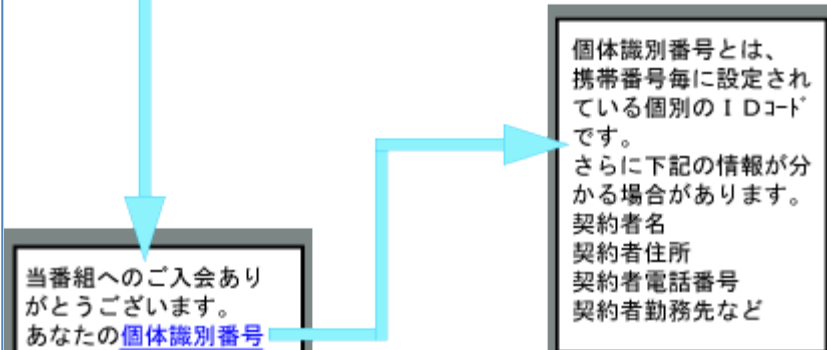 個体識別番号とは、
携帯番号毎に設定され
ている個別のＩＤｺｰﾄﾞ
です。
さらに下記の情報が分
かる場合があります。
契約者名
契約者住所
契約者電話番号
契約者勤務先など
当番組へのご入会あり
がとうございます。
あなたの個体識別番号